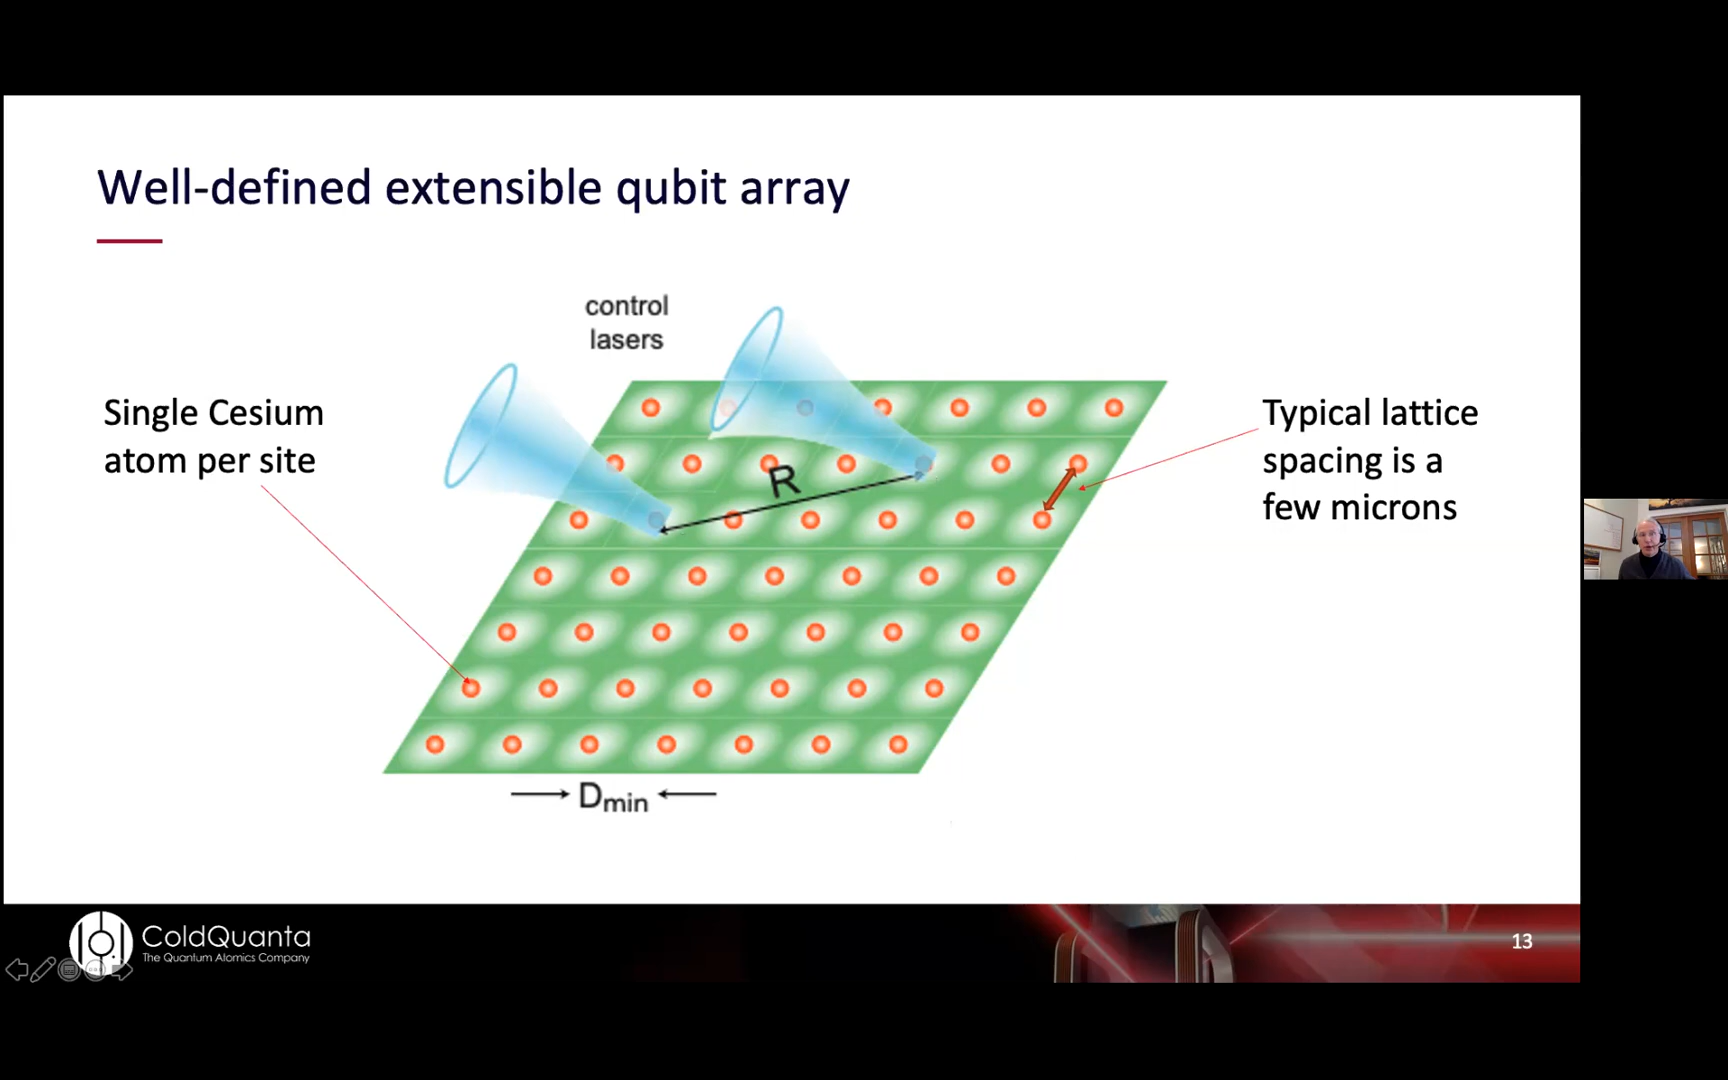 Well-defined extensible qubit array
control
lasers
Single Cesium
atom per site
Typical lattice
spacing is a
few microns
R
Dmin
ColdQuanta
The Quantum Atomics Company
13